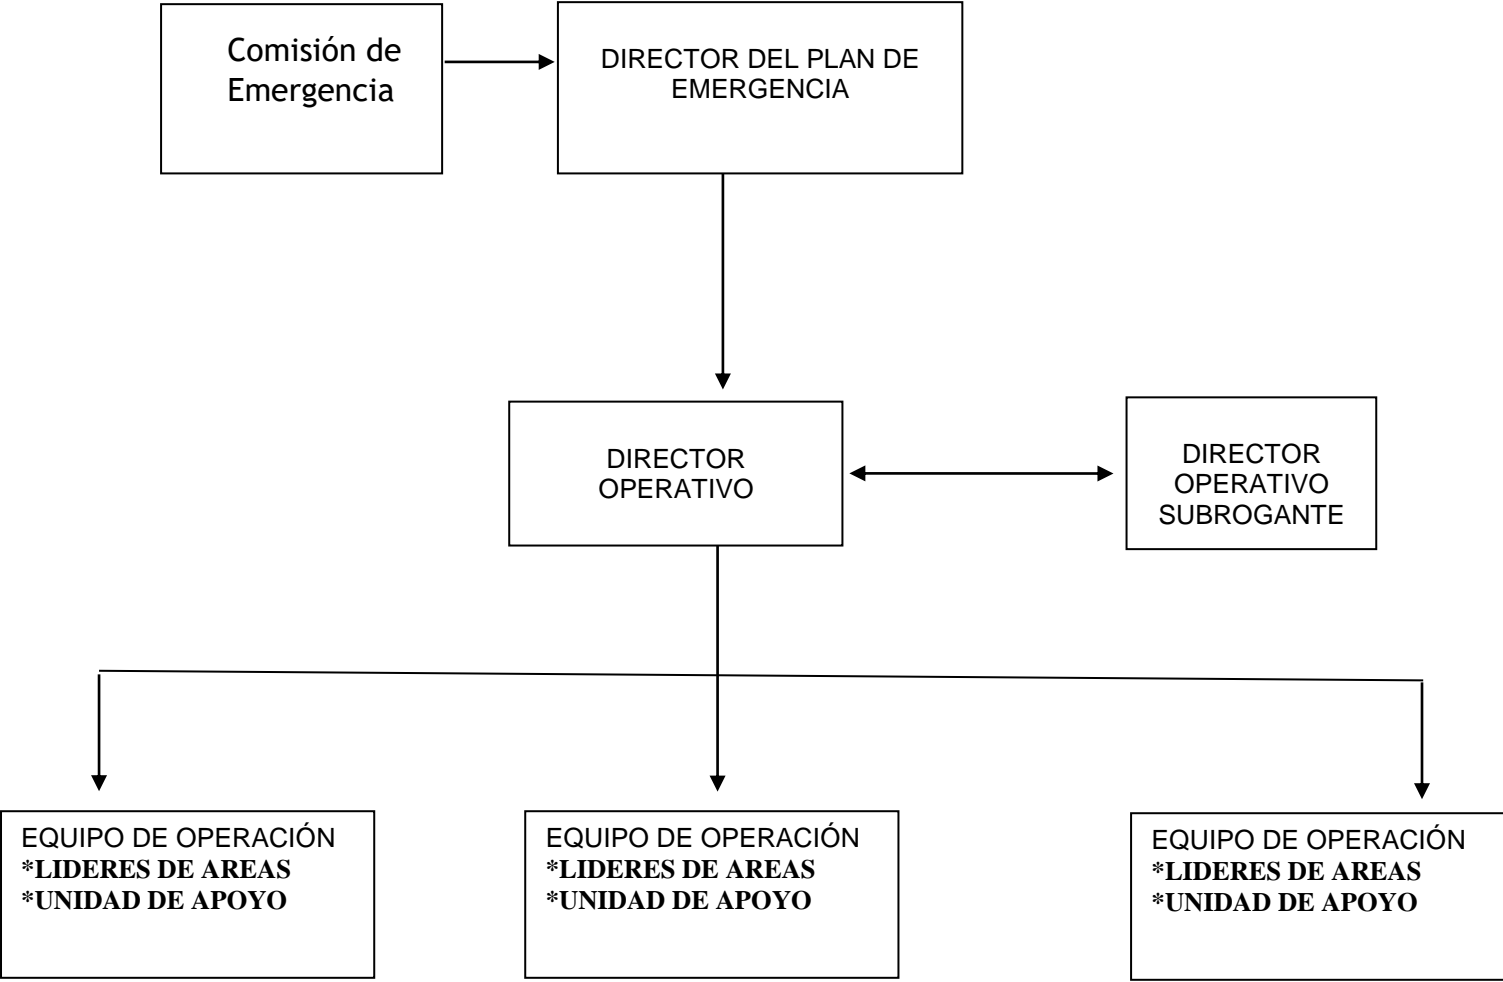 Comisión de
Emergencia
DIRECTOR DEL PLAN DE
EMERGENCIA
DIRECTOR
OPERATIVO
DIRECTOR
OPERATIVO
SUBROGANTE
EQUIPO DE OPERACIÓN
*LIDERES DE AREAS
*UNIDAD DE APOYO
EQUIPO DE OPERACIÓN
*LIDERES DE AREAS
*UNIDAD DE APOYO
EQUIPO DE OPERACIÓN
*LIDERES DE AREAS
*UNIDAD DE APOYO